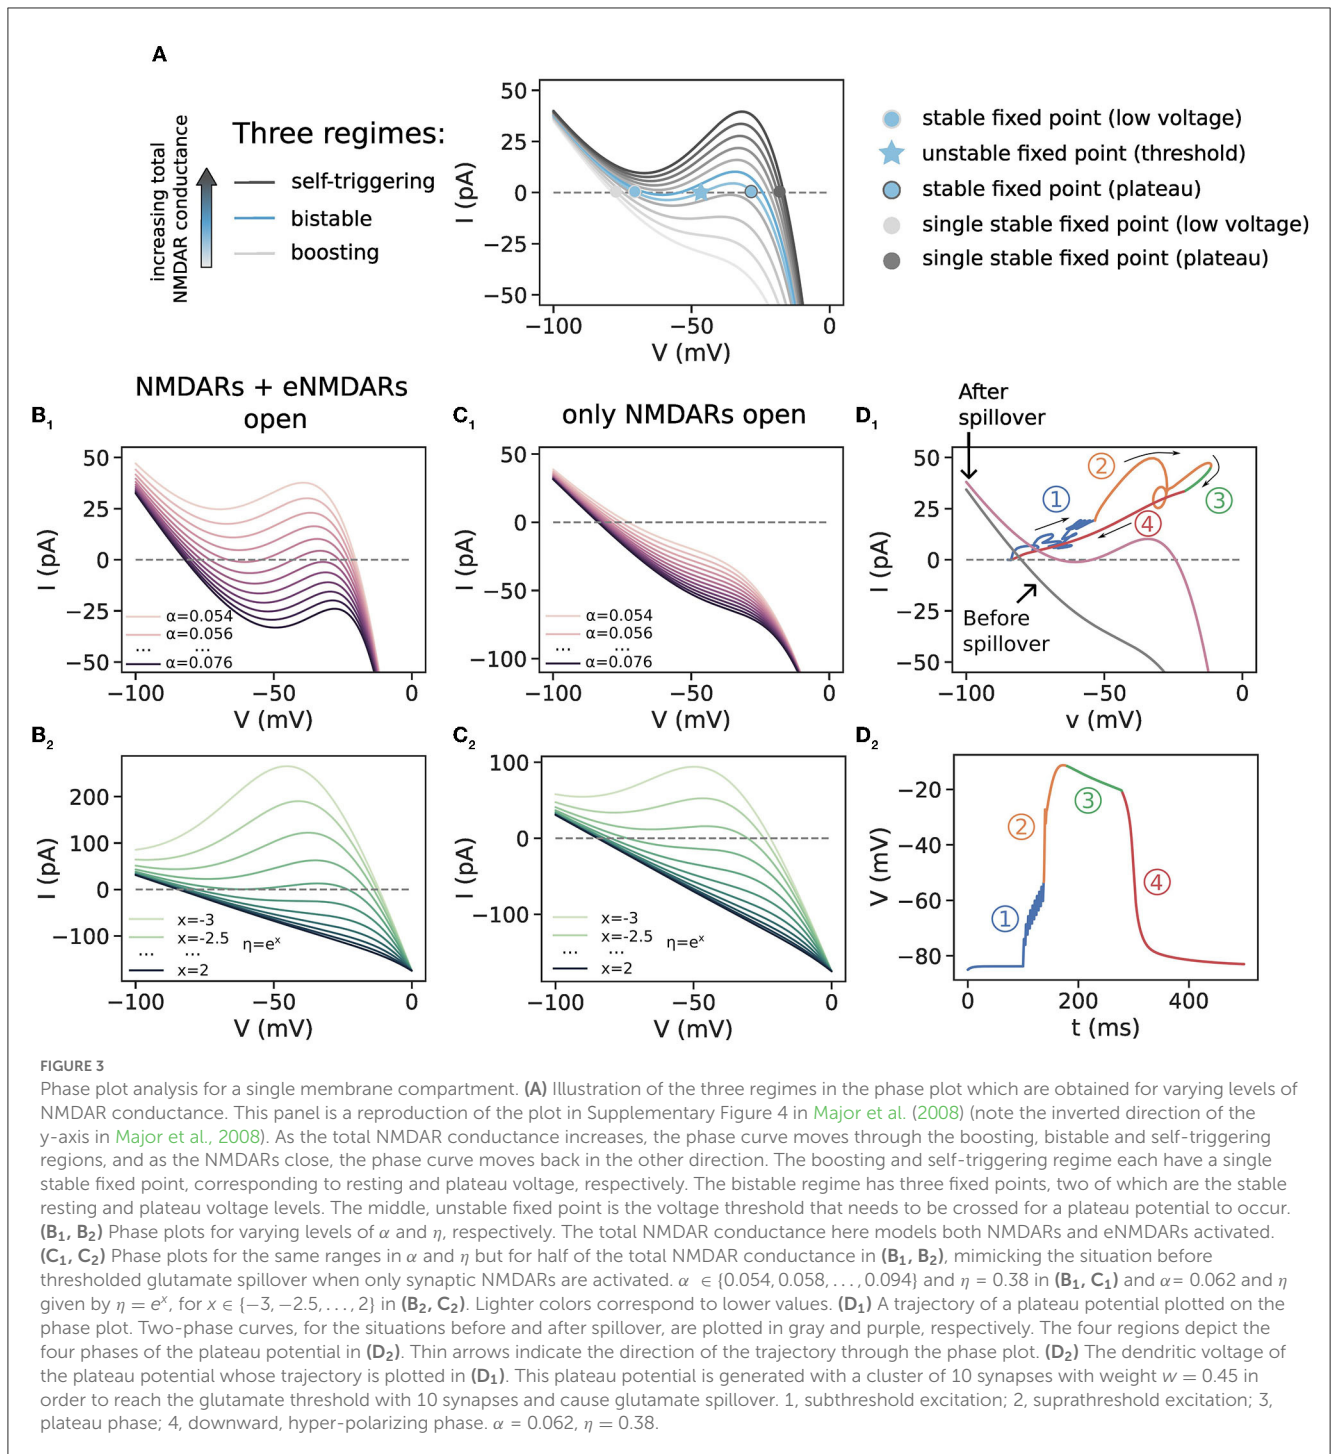 A
increasing total
NMDAR conductance
Three regimes:
self-triggering
bistable
boosting
50
25
0
−25
−50
I (pA)
−100
−50
0
V (mV)
stable fixed point (low voltage)
unstable fixed point (threshold)
stable fixed point (plateau)
single stable fixed point (low voltage)
single stable fixed point (plateau)
B1
NMDARs + eNMDARs
open
50
25
0
−25
−50
I (pA)
α=0.054
α=0.056
... ...
α=0.076
−100
−50
0
V (mV)
C1
only NMDARs open
50
0
−50
−100
I (pA)
α=0.054
α=0.056
... ...
α=0.076
−100
−50
0
V (mV)
D1
After
spillover
50
25
0
−25
−50
I (pA)
1
2
3
4
Before
spillover
−100
−50
0
v (mV)
B2
200
100
0
−100
I (pA)
x=-3
x=-2.5
η=eˣ
... ...
x=2
−100
−50
0
V (mV)
C2
100
0
−100
I (pA)
x=-3
x=-2.5
η=eˣ
... ...
x=2
−100
−50
0
V (mV)
D2
−20
−40
−60
−80
V (mV)
1
2
3
4
0
200
400
t (ms)
FIGURE 3
Phase plot analysis for a single membrane compartment. (A) Illustration of the three regimes in the phase plot which are obtained for varying levels of
NMDAR conductance. This panel is a reproduction of the plot in Supplementary Figure 4 in Major et al. (2008) (note the inverted direction of the
y-axis in Major et al., 2008). As the total NMDAR conductance increases, the phase curve moves through the boosting, bistable and self-triggering
regions, and as the NMDARs close, the phase curve moves back in the other direction. The boosting and self-triggering regime each have a single
stable fixed point, corresponding to resting and plateau voltage, respectively. The bistable regime has three fixed points, two of which are the stable
resting and plateau voltage levels. The middle, unstable fixed point is the voltage threshold that needs to be crossed for a plateau potential to occur.
(B1, B2) Phase plots for varying levels of α and η, respectively. The total NMDAR conductance here models both NMDARs and eNMDARs activated.
(C1, C2) Phase plots for the same ranges in α and η but for half of the total NMDAR conductance in (B1, B2), mimicking the situation before
thresholded glutamate spillover when only synaptic NMDARs are activated. α ∈ {0.054, 0.058, . . . , 0.094} and η = 0.38 in (B1, C1) and α= 0.062 and η
given by η = eˣ, for x ∈ {−3, −2.5, . . . , 2} in (B2, C2). Lighter colors correspond to lower values. (D1) A trajectory of a plateau potential plotted on the
phase plot. Two-phase curves, for the situations before and after spillover, are plotted in gray and purple, respectively. The four regions depict the
four phases of the plateau potential in (D2). Thin arrows indicate the direction of the trajectory through the phase plot. (D2) The dendritic voltage of
the plateau potential whose trajectory is plotted in (D1). This plateau potential is generated with a cluster of 10 synapses with weight w = 0.45 in
order to reach the glutamate threshold with 10 synapses and cause glutamate spillover. 1, subthreshold excitation; 2, suprathreshold excitation; 3,
plateau phase; 4, downward, hyper-polarizing phase. α = 0.062, η = 0.38.